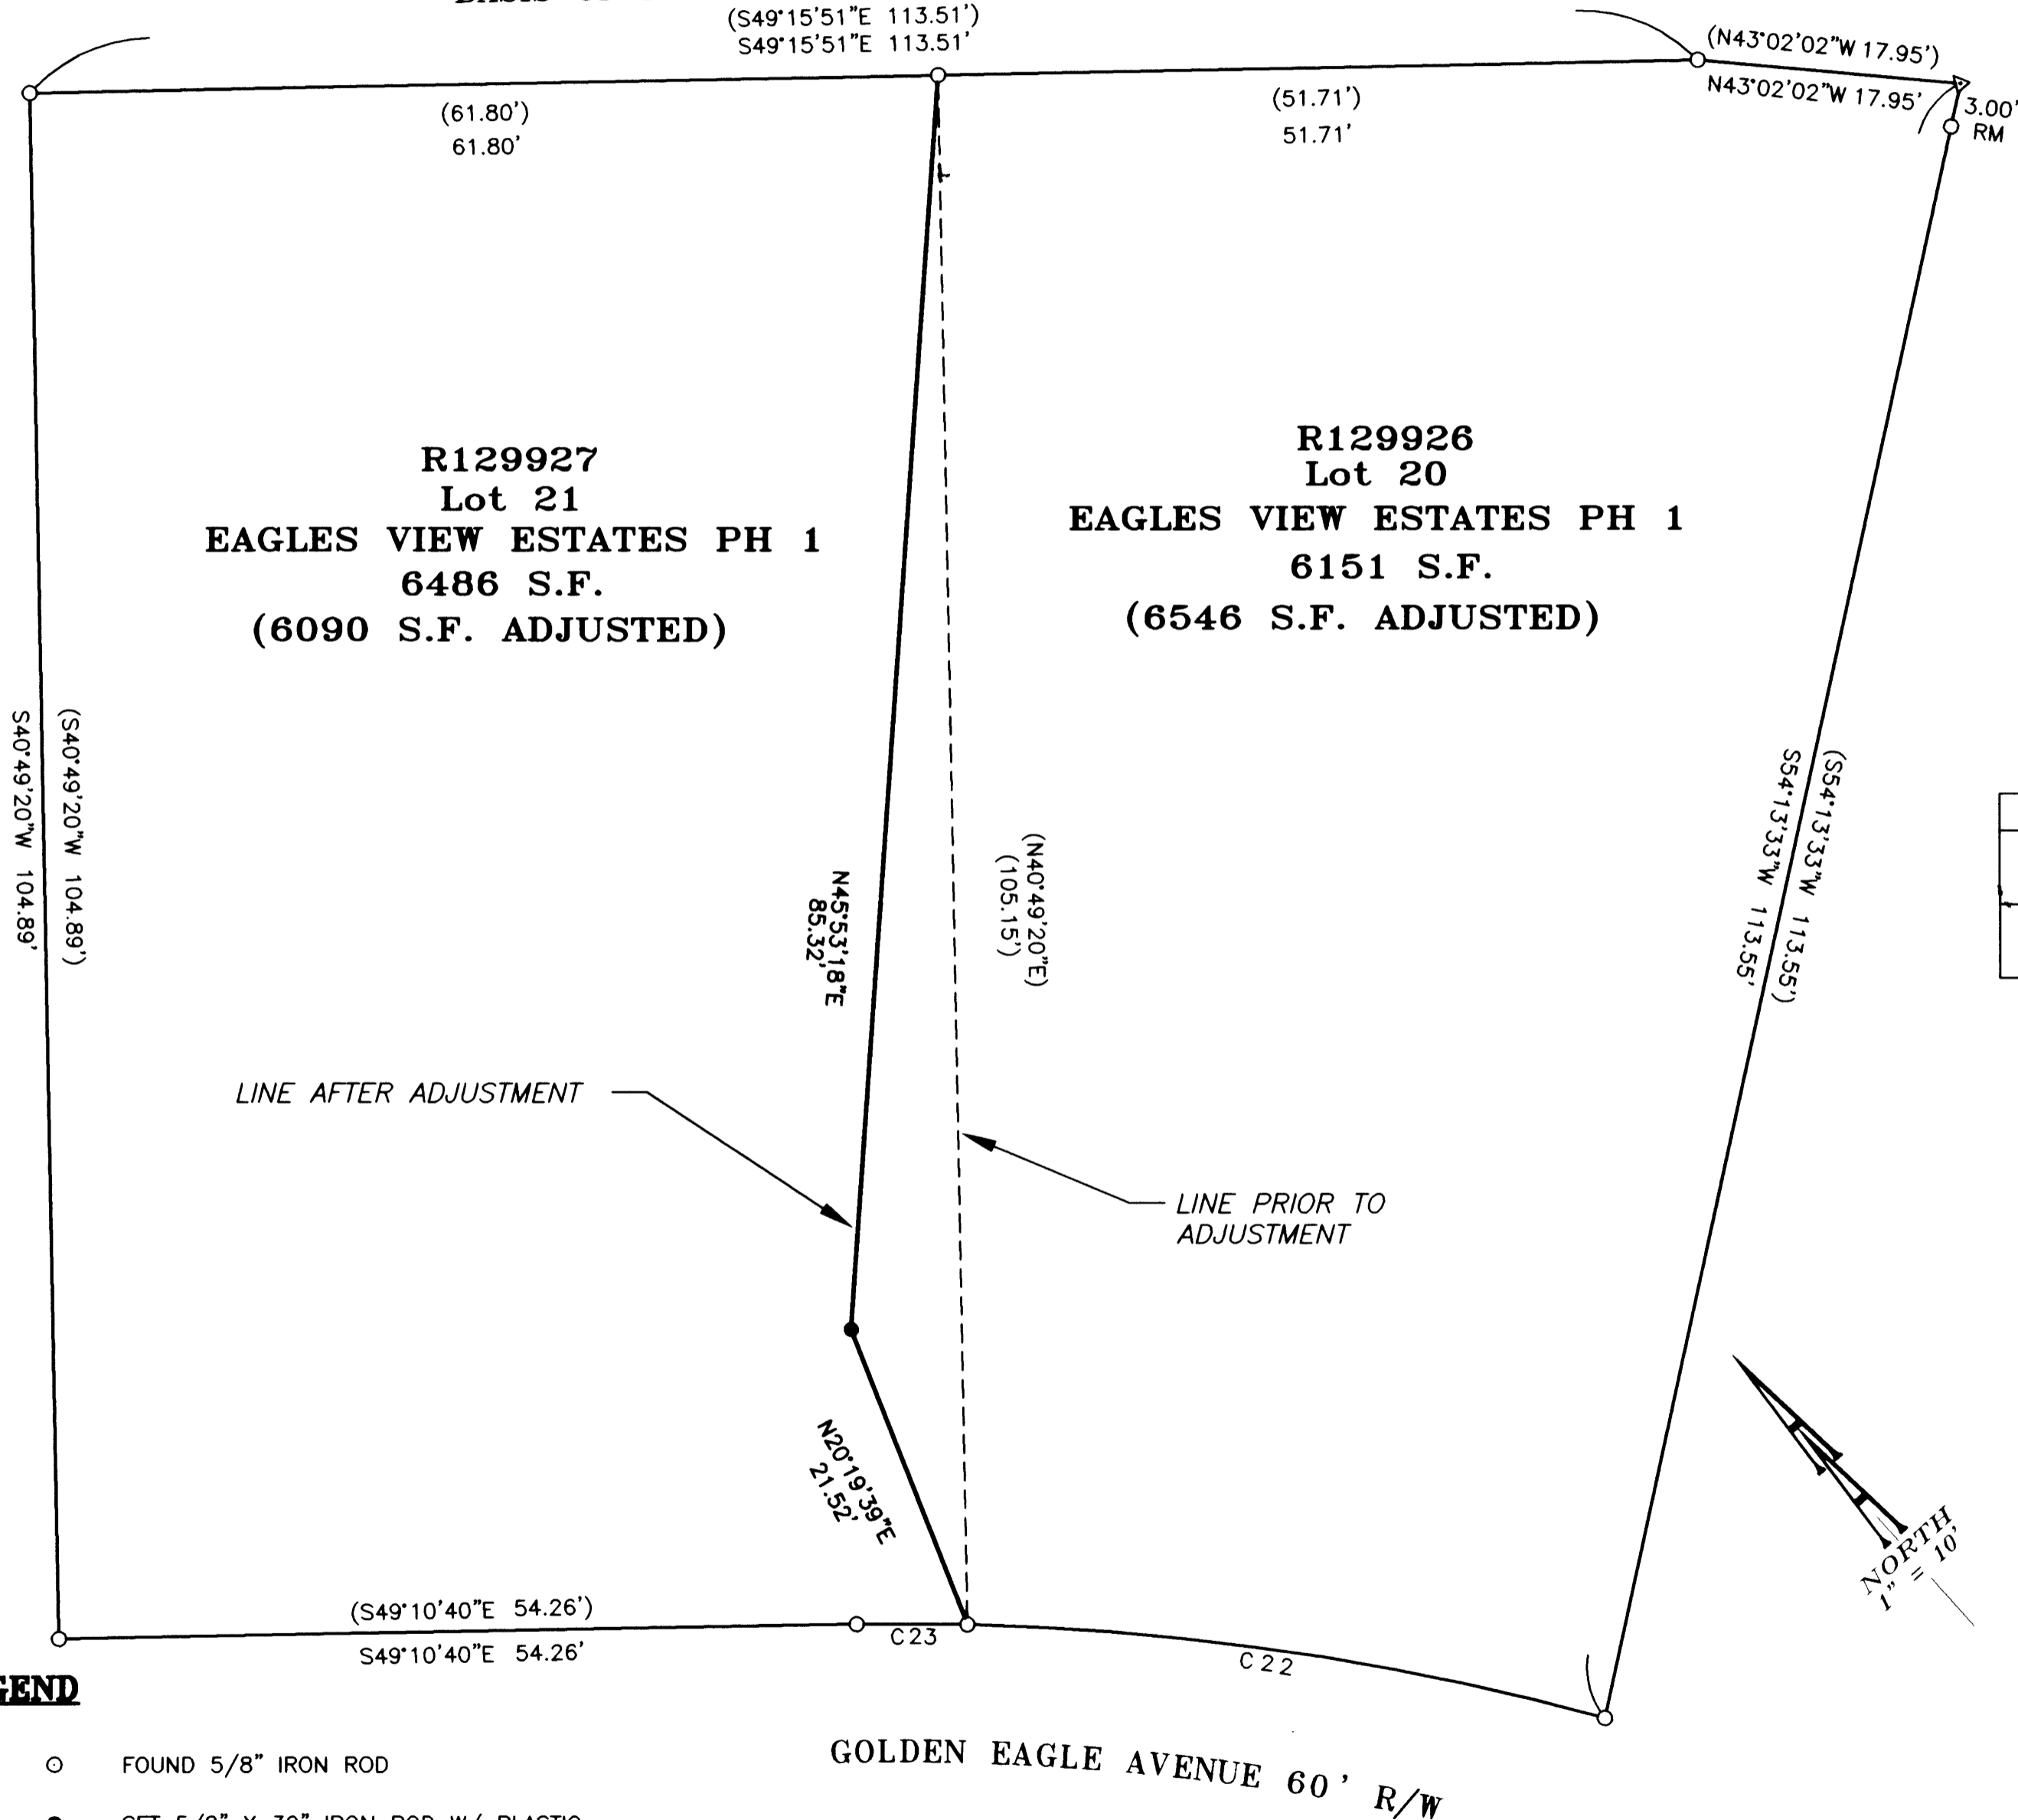 (S49°15'51"E 113.51')
S49°15'51"E 113.51'
(N43°02'02"W 17.95')
N43°02'02"W 17.95'
3.00'
RM
(61.80')
61.80'
(51.71')
51.71'
R129927
Lot 21
EAGLES VIEW ESTATES PH 1
6486 S.F.
(6090 S.F. ADJUSTED)
R129926
Lot 20
EAGLES VIEW ESTATES PH 1
6151 S.F.
(6546 S.F. ADJUSTED)
(S40°49'20"W 104.89')
S40°49'20"W 104.89'
N45°53'18"E
85.32'
(N40°49'20"E)
(105.15')
(S54°13'33"W 113.55')
S54°13'33"W 113.55'
LINE AFTER ADJUSTMENT
LINE PRIOR TO
ADJUSTMENT
N20°19'39"E
21.52'
NORTH
1" = 10'
(S49°10'40"E 54.26')
S49°10'40"E 54.26'
C23
C22
GEND
FOUND 5/8" IRON ROD
GOLDEN EAGLE AVENUE 60' R/W